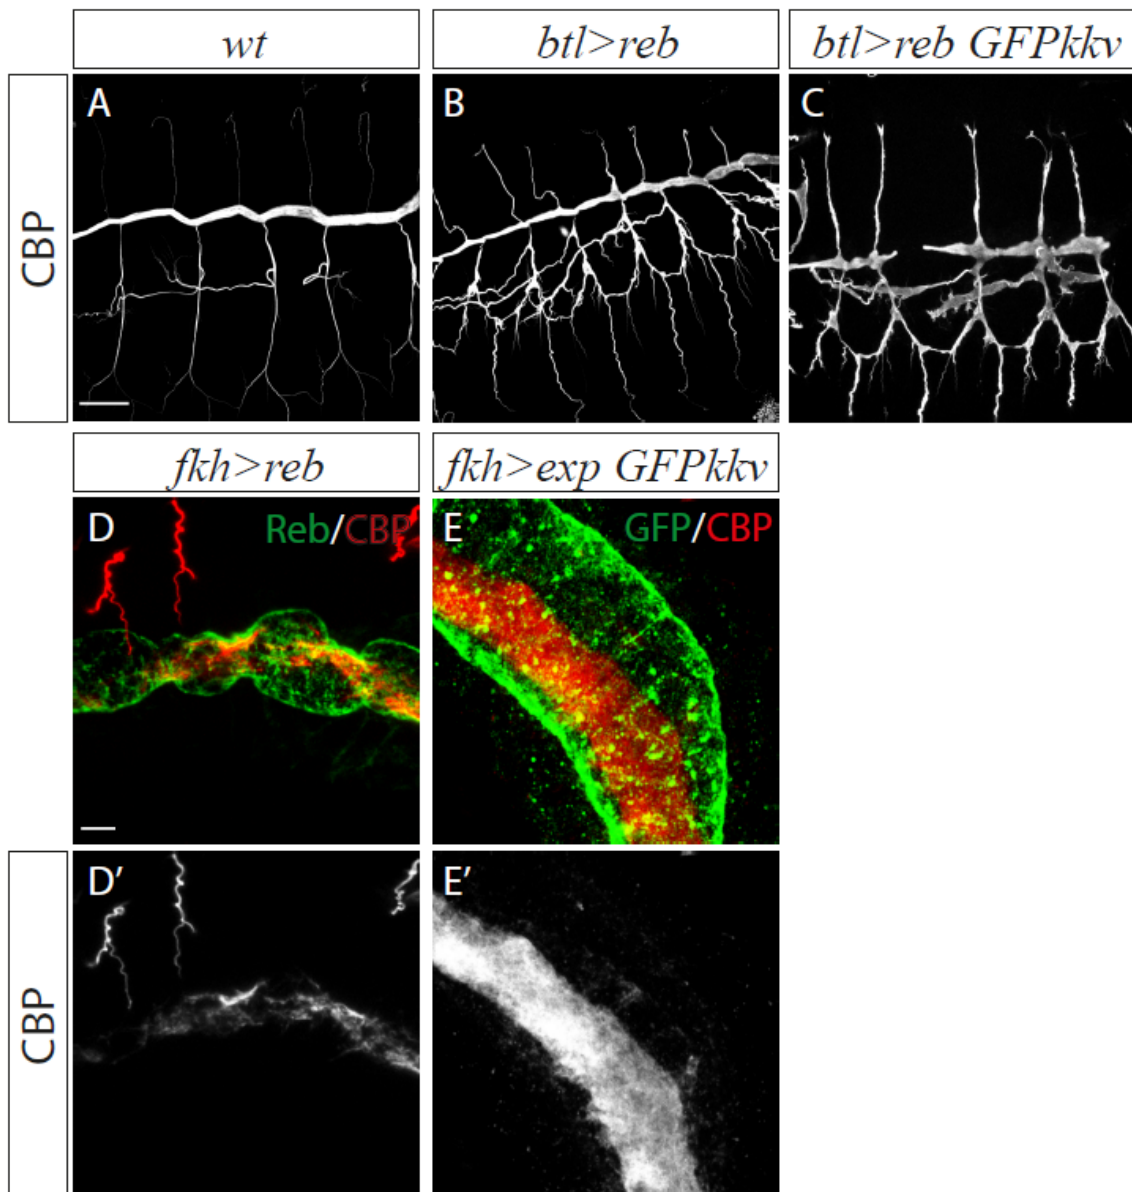 wt
btl>reb
btl>reb GFPkkv
CBP
A
B
C
fkh>reb
fkh>exp GFPkkv
D
Reb/CBP
E
GFP/CBP
CBP
D'
E'